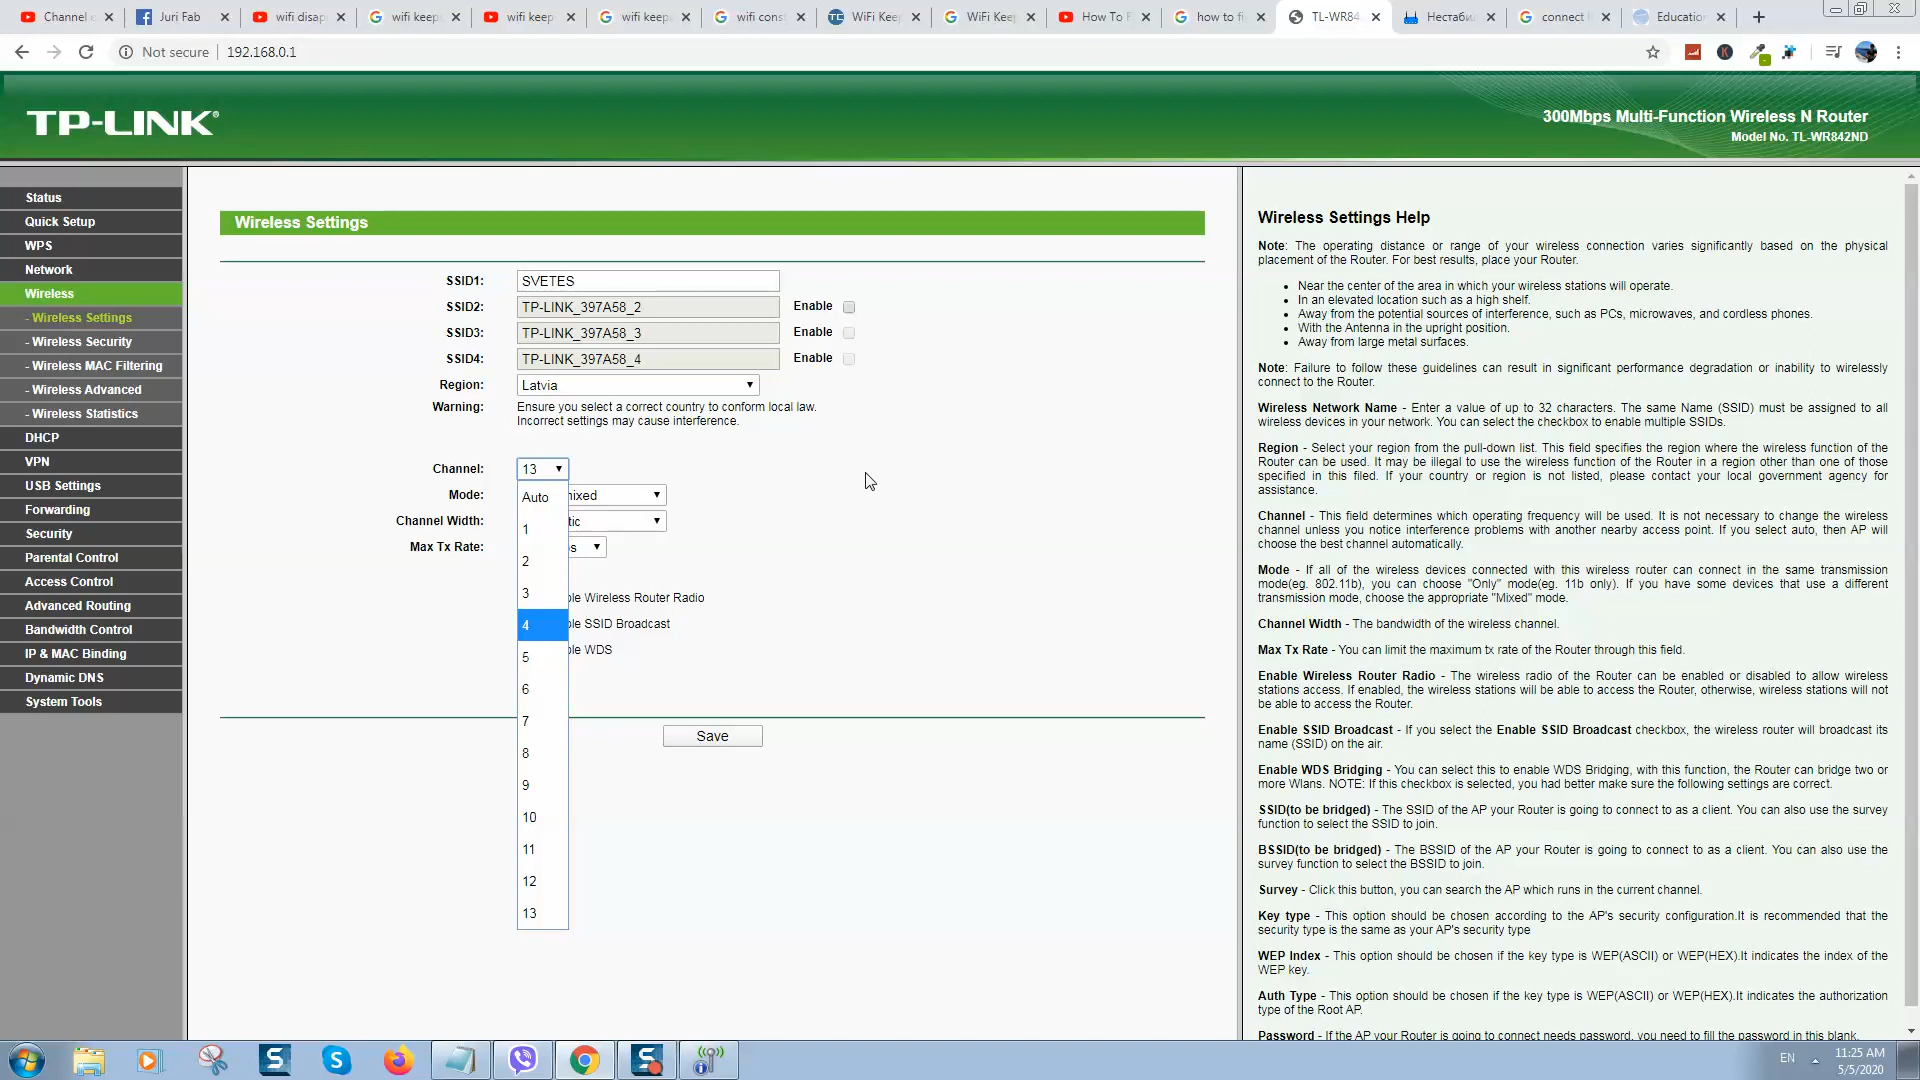 Channel
Juri Fab
wifi disap
wifi keep
wifi keep
wifi keep
wifi const
WiFi Keep
WiFi Keep
How To F
how to fi
TL-WR84
Нестаби
connect
Education
Not secure
192.168.0.1
TP-LINK®
300Mbps Multi-Function Wireless N Router
Model No. TL-WR842ND
Status
Quick Setup
WPS
Network
Wireless
- Wireless Settings
- Wireless Security
- Wireless MAC Filtering
- Wireless Advanced
- Wireless Statistics
DHCP
VPN
USB Settings
Forwarding
Security
Parental Control
Access Control
Advanced Routing
Bandwidth Control
IP & MAC Binding
Dynamic DNS
System Tools
Wireless Settings
SSID1: SVETES
SSID2: TP-LINK_397A58_2 Enable
SSID3: TP-LINK_397A58_3 Enable
SSID4: TP-LINK_397A58_4 Enable
Region: Latvia
Warning: Ensure you select a correct country to conform local law.
Incorrect settings may cause interference.
Channel: 13
Mode: mixed
Channel Width: tic
Max Tx Rate: s
Auto
1
2
3
4
5
6
7
8
9
10
11
12
13
ble Wireless Router Radio
ble SSID Broadcast
ble WDS
Save
Wireless Settings Help
Note: The operating distance or range of your wireless connection varies significantly based on the physical
placement of the Router. For best results, place your Router.
• Near the center of the area in which your wireless stations will operate.
• In an elevated location such as a high shelf.
• Away from the potential sources of interference, such as PCs, microwaves, and cordless phones.
• With the Antenna in the upright position.
• Away from large metal surfaces.
Note: Failure to follow these guidelines can result in significant performance degradation or inability to wirelessly
connect to the Router.
Wireless Network Name - Enter a value of up to 32 characters. The same Name (SSID) must be assigned to all
wireless devices in your network. You can select the checkbox to enable multiple SSIDs.
Region - Select your region from the pull-down list. This field specifies the region where the wireless function of the
Router can be used. It may be illegal to use the wireless function of the Router in a region other than one of those
specified in this filed. If your country or region is not listed, please contact your local government agency for
assistance.
Channel - This field determines which operating frequency will be used. It is not necessary to change the wireless
channel unless you notice interference problems with another nearby access point. If you select auto, then AP will
choose the best channel automatically.
Mode - If all of the wireless devices connected with this wireless router can connect in the same transmission
mode(eg. 802.11b), you can choose "Only" mode(eg. 11b only). If you have some devices that use a different
transmission mode, choose the appropriate "Mixed" mode.
Channel Width - The bandwidth of the wireless channel.
Max Tx Rate - You can limit the maximum tx rate of the Router through this field.
Enable Wireless Router Radio - The wireless radio of the Router can be enabled or disabled to allow wireless
stations access. If enabled, the wireless stations will be able to access the Router, otherwise, wireless stations will not
be able to access the Router.
Enable SSID Broadcast - If you select the Enable SSID Broadcast checkbox, the wireless router will broadcast its
name (SSID) on the air.
Enable WDS Bridging - You can select this to enable WDS Bridging, with this function, the Router can bridge two or
more Wlans. NOTE: If this checkbox is selected, you had better make sure the following settings are correct.
SSID(to be bridged) - The SSID of the AP your Router is going to connect to as a client. You can also use the survey
function to select the SSID to join.
BSSID(to be bridged) - The BSSID of the AP your Router is going to connect to as a client. You can also use the
survey function to select the BSSID to join.
Survey - Click this button, you can search the AP which runs in the current channel.
Key type - This option should be chosen according to the AP's security configuration.It is recommended that the
security type is the same as your AP's security type
WEP Index - This option should be chosen if the key type is WEP(ASCII) or WEP(HEX).It indicates the index of the
WEP key.
Auth Type - This option should be chosen if the key type is WEP(ASCII) or WEP(HEX).It indicates the authorization
type of the Root AP.
Password - If the AP your Router is going to connect needs password, you need to fill the password in this blank.
EN
11:25 AM
5/5/2020